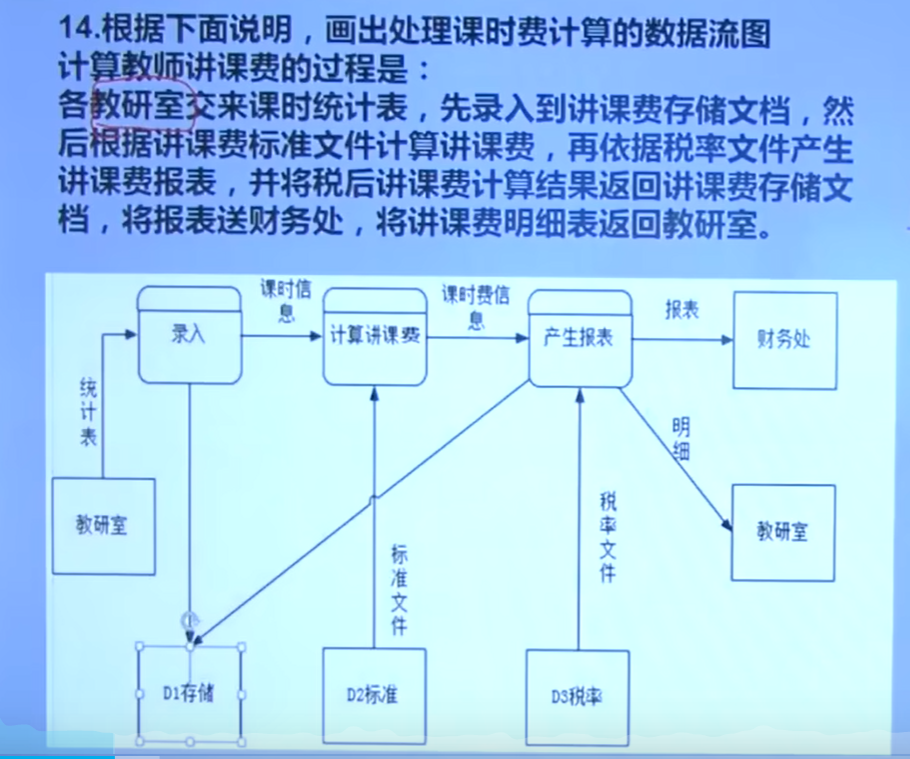 14.根据下面说明，画出处理课时费计算的数据流图
计算教师讲课费的过程是：
各教研室交来课时统计表，先录入到讲课费存储文档，然
后根据讲课费标准文件计算讲课费，再依据税率文件产生
讲课费报表，并将税后讲课费计算结果返回讲课费存储文
档，将报表送财务处，将讲课费明细表返回教研室。
课时信
息
课时费信
息
报表
录入
计算讲课费
产生报表
财务处
统
计
表
明
细
教研室
税
率
文
件
教研室
标
准
文
件
D1存储
D2标准
D3税率